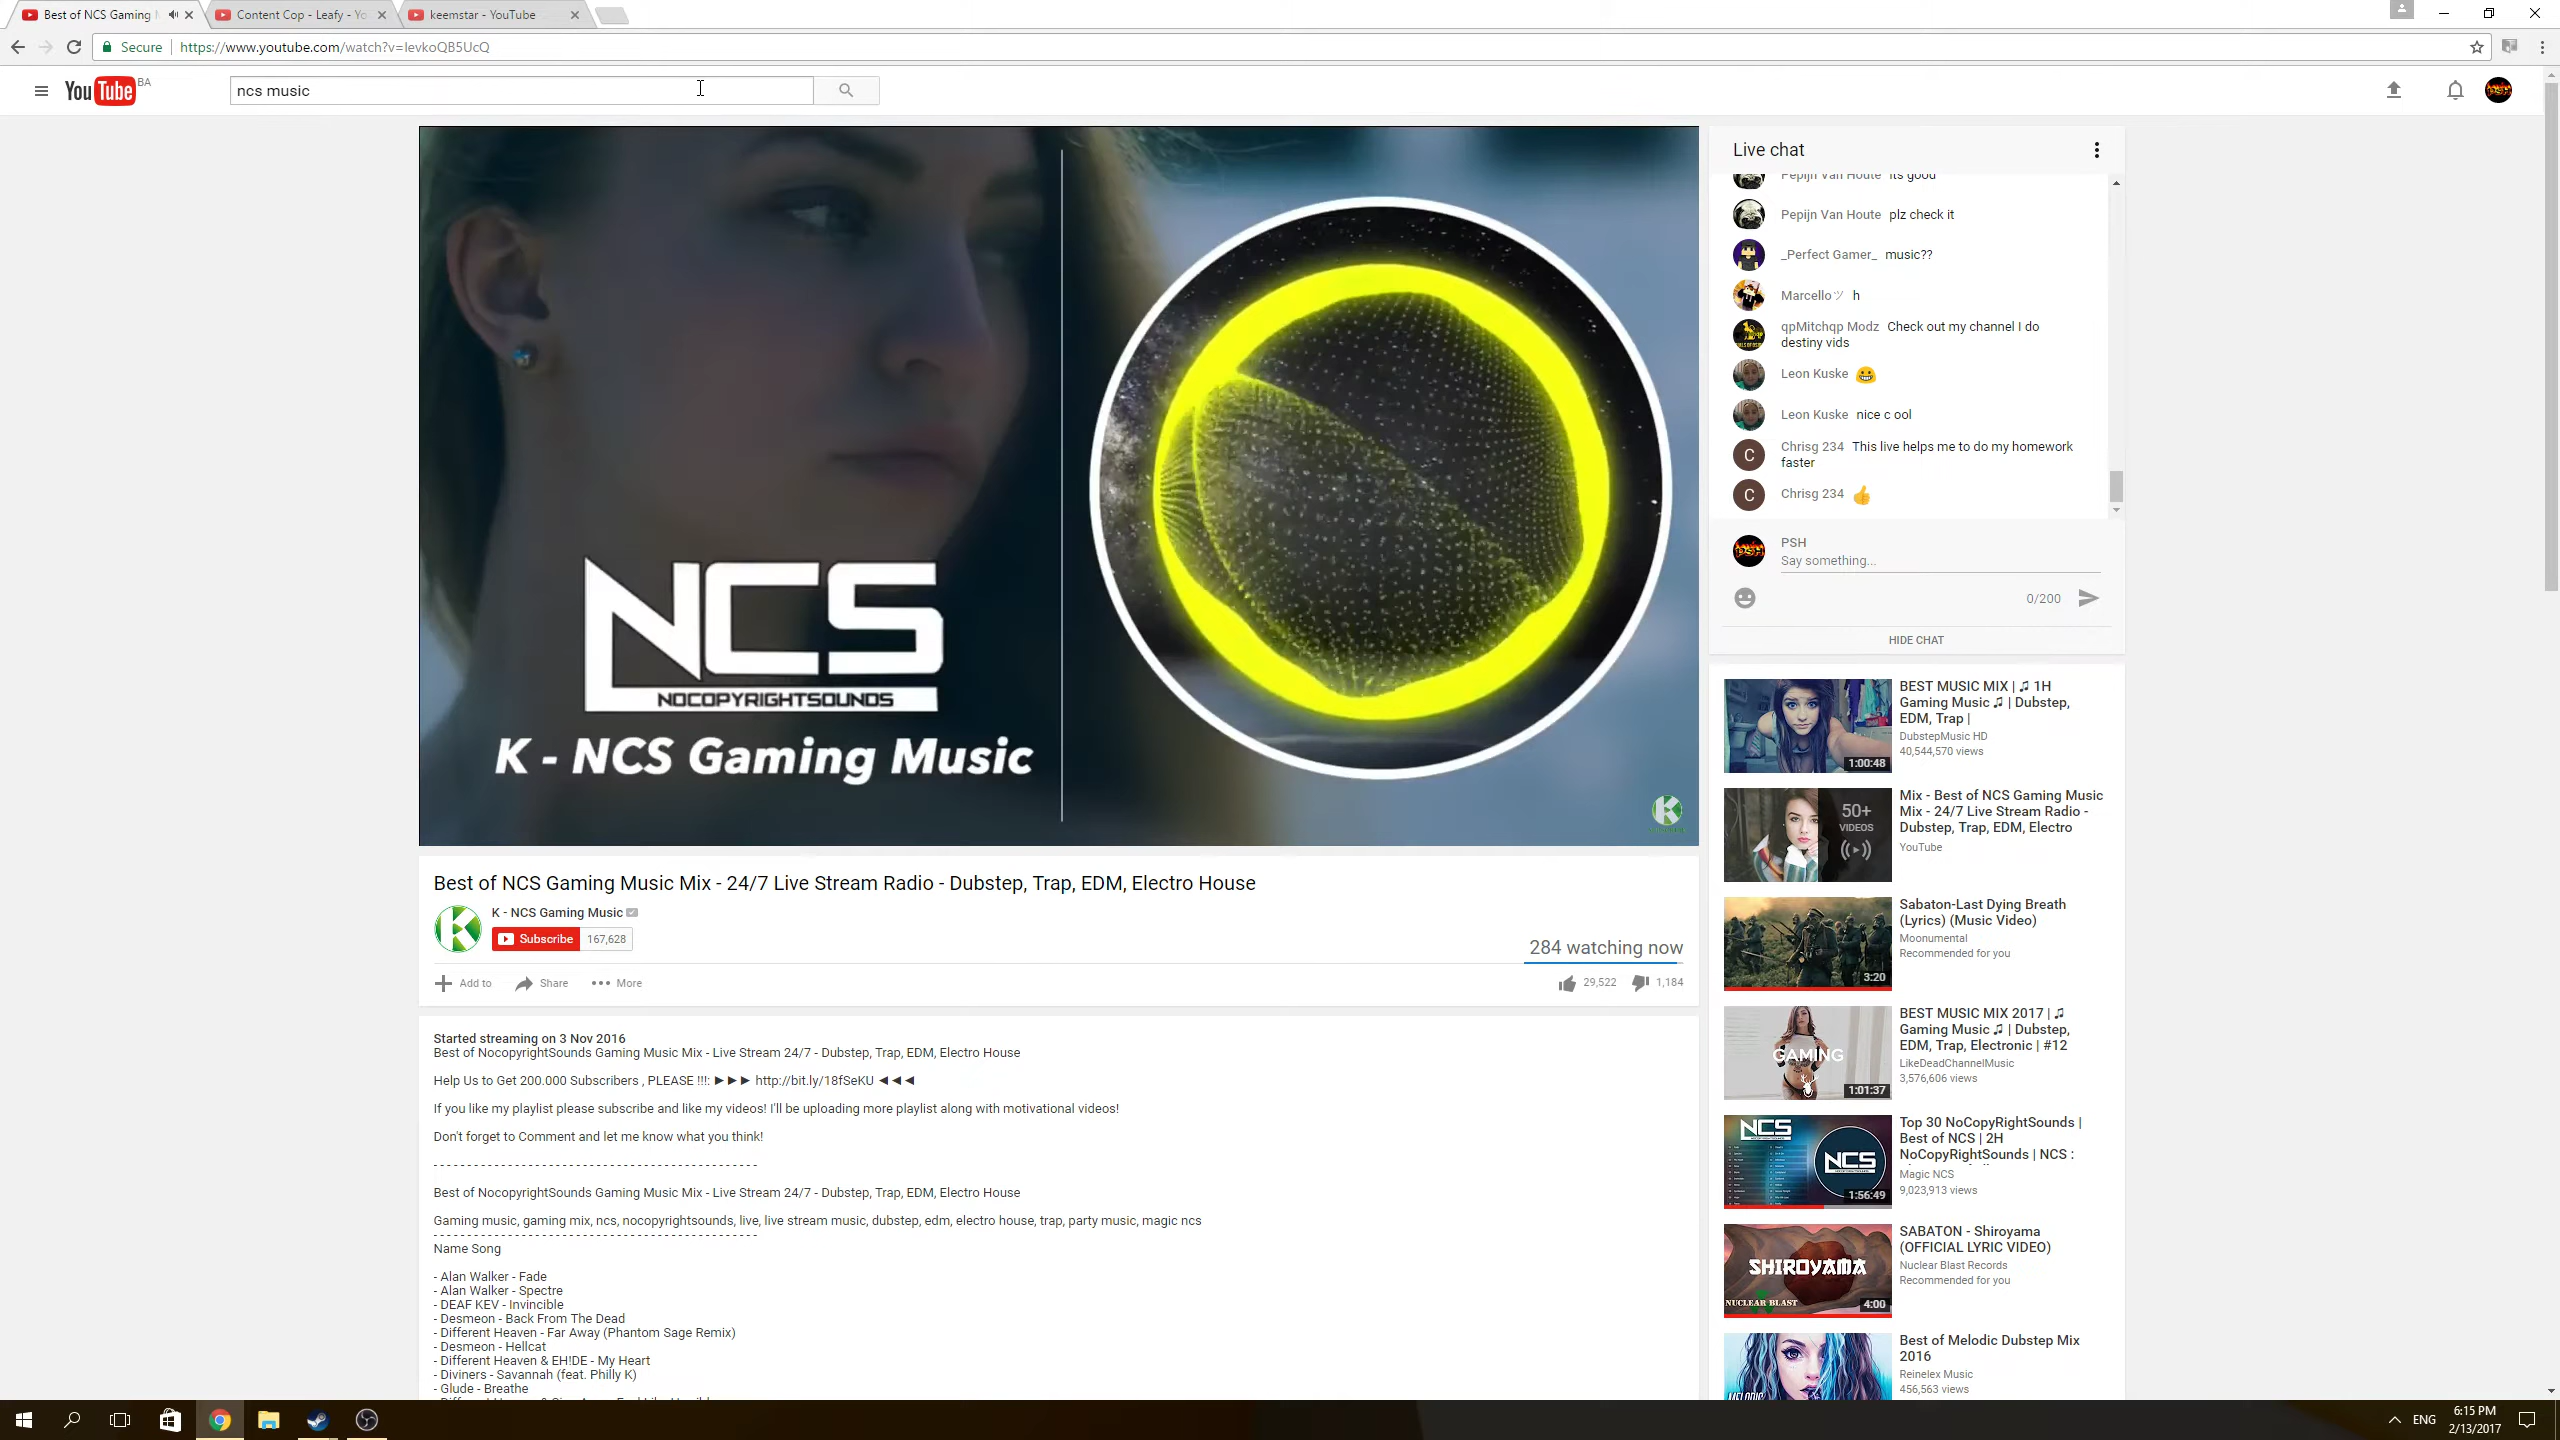 Best of NCS Gaming
Content Cop - Leafy - Yo
keemstar - YouTube
Secure
https://www.youtube.com/watch?v=IevkoQB5UcQ
YouTube BA
ncs music
NCS
NOCOPYRIGHTSOUNDS
K - NCS Gaming Music
Live chat
Pepijn Van Houte its good
Pepijn Van Houte plz check it
_Perfect Gamer_ music??
Marcelloツ h
qpMitchqp Modz Check out my channel I do
destiny vids
Leon Kuske 😀
Leon Kuske nice c ool
C Chrisg 234 This live helps me to do my homework
faster
C Chrisg 234 👍
PSH
Say something...
0/200
HIDE CHAT
Best of NCS Gaming Music Mix - 24/7 Live Stream Radio - Dubstep, Trap, EDM, Electro House
K - NCS Gaming Music
Subscribe 167,628
284 watching now
Add to Share More
29,522 1,184
Started streaming on 3 Nov 2016
Best of NocopyrightSounds Gaming Music Mix - Live Stream 24/7 - Dubstep, Trap, EDM, Electro House
Help Us to Get 200.000 Subscribers , PLEASE !!!: ►►► http://bit.ly/18fSeKU ◄◄◄
If you like my playlist please subscribe and like my videos! I'll be uploading more playlist along with motivational videos!
Don't forget to Comment and let me know what you think!
- - - - - - - - - - - - - - - - - - - - - - - - - - - - - - - - - - - - - - - - - - - - - - -
Best of NocopyrightSounds Gaming Music Mix - Live Stream 24/7 - Dubstep, Trap, EDM, Electro House
Gaming music, gaming mix, ncs, nocopyrightsounds, live, live stream music, dubstep, edm, electro house, trap, party music, magic ncs
- - - - - - - - - - - - - - - - - - - - - - - - - - - - - - - - - - - - - - - - - - - - - - -
Name Song
- Alan Walker - Fade
- Alan Walker - Spectre
- DEAF KEV - Invincible
- Desmeon - Back From The Dead
- Different Heaven - Far Away (Phantom Sage Remix)
- Desmeon - Hellcat
- Different Heaven & EH!DE - My Heart
- Diviners - Savannah (feat. Philly K)
- Glude - Breathe
1:00:48
BEST MUSIC MIX | ♫ 1H
Gaming Music ♫ | Dubstep,
EDM, Trap |
DubstepMusic HD
40,544,570 views
50+
VIDEOS
Mix - Best of NCS Gaming Music
Mix - 24/7 Live Stream Radio -
Dubstep, Trap, EDM, Electro
YouTube
3:20
Sabaton-Last Dying Breath
(Lyrics) (Music Video)
Moonumental
Recommended for you
GAMING
1:01:37
BEST MUSIC MIX 2017 | ♫
Gaming Music ♫ | Dubstep,
EDM, Trap, Electronic | #12
LikeDeadChannelMusic
3,576,606 views
NCS
NCS
1:56:49
Top 30 NoCopyRightSounds |
Best of NCS | 2H
NoCopyRightSounds | NCS :
Magic NCS
9,023,913 views
SHIROYAMA
NUCLEAR BLAST
4:00
SABATON - Shiroyama
(OFFICIAL LYRIC VIDEO)
Nuclear Blast Records
Recommended for you
Best of Melodic Dubstep Mix
2016
Reinelex Music
456,563 views
ENG
6:15 PM
2/13/2017